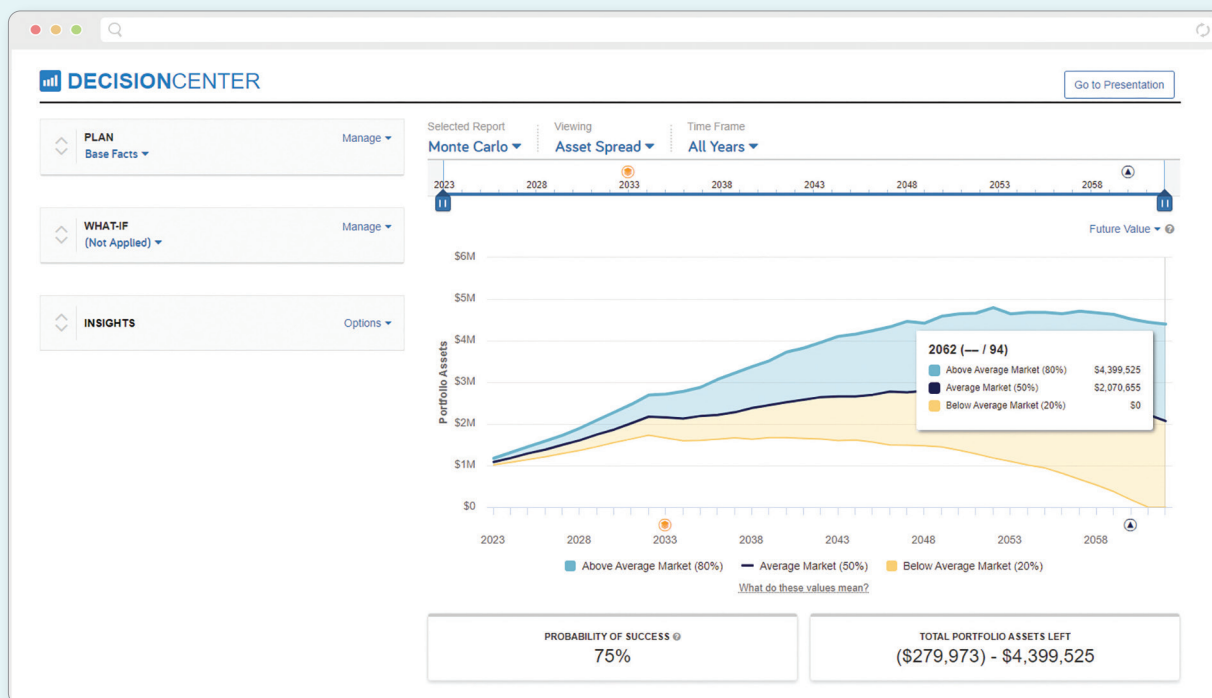 DECISIONCENTER
Go to Presentation
PLAN
Base Facts
Manage
WHAT-IF
(Not Applied)
Manage
INSIGHTS
Options
Selected Report
Monte Carlo
Viewing
Asset Spread
Time Frame
All Years
2023 2028 2033 2038 2043 2048 2053 2058
Future Value
$6M
$5M
$4M
$3M
$2M
$1M
$0
Portfolio Assets
2062 (— / 94)
Above Average Market (80%) $4,399,525
Average Market (50%) $2,070,655
Below Average Market (20%) $0
2023 2028 2033 2038 2043 2048 2053 2058
Above Average Market (80%) Average Market (50%) Below Average Market (20%)
What do these values mean?
PROBABILITY OF SUCCESS
75%
TOTAL PORTFOLIO ASSETS LEFT
($279,973) - $4,399,525